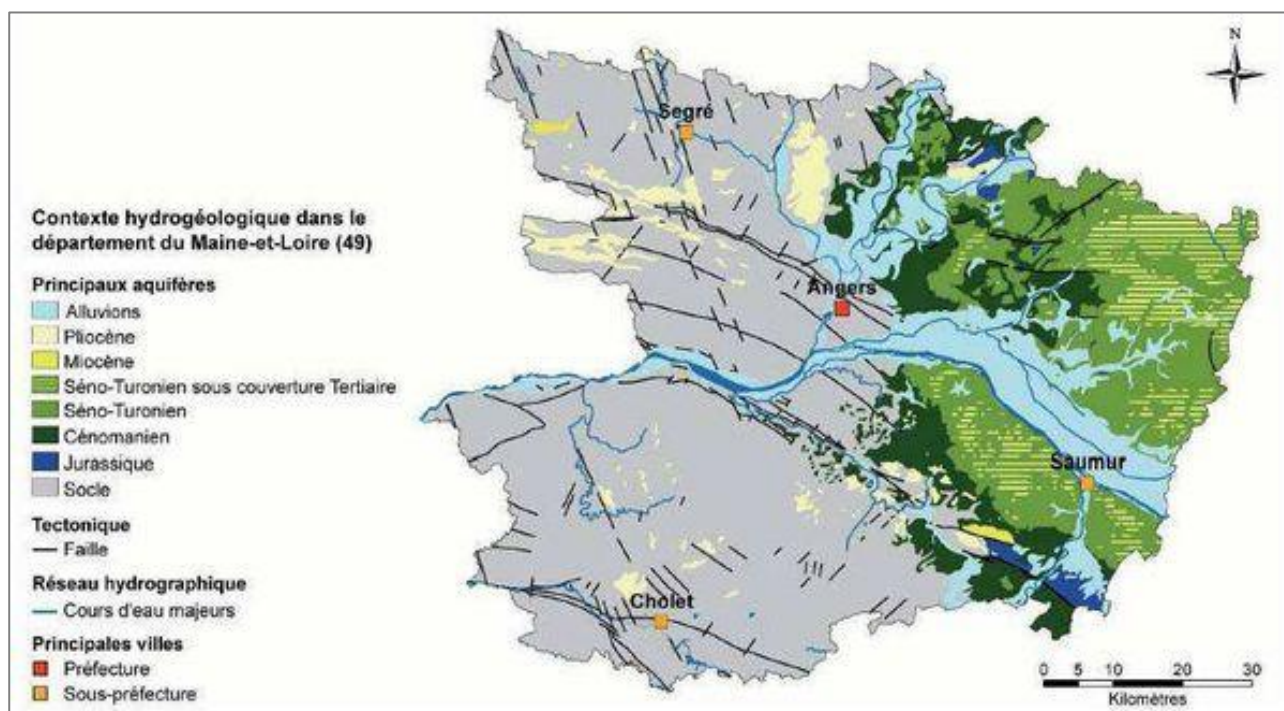 Contexte hydrogéologique dans le
département du Maine-et-Loire (49)
Principaux aquifères
Alluvions
Pliocène
Miocène
Séno-Turonien sous couverture Tertiaire
Séno-Turonien
Cénomanien
Jurassique
Socle
Tectonique
Faille
Réseau hydrographique
Cours d'eau majeurs
Principales villes
Préfecture
Sous-préfecture
N
Segré
Angers
Saumur
Cholet
0 5 10 20 30
Kilomètres